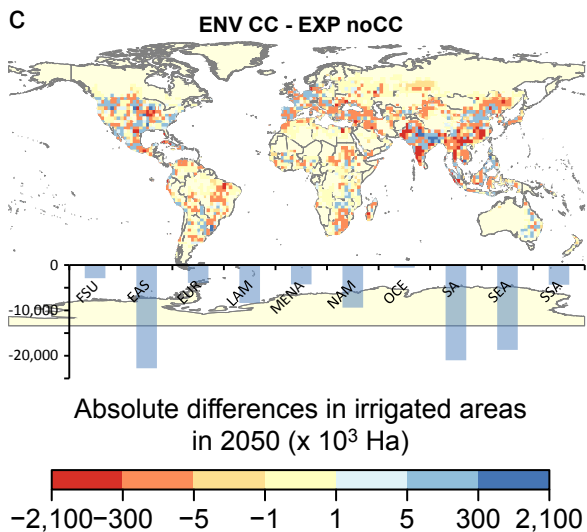 c
ENV CC - EXP noCC
0
FSU EAS EUR LAM MENA NAM OCE SA SEA SSA
-10,000
-20,000
Absolute differences in irrigated areas
in 2050 (x 10³ Ha)
−2,100 −300 −5 −1 1 5 300 2,100